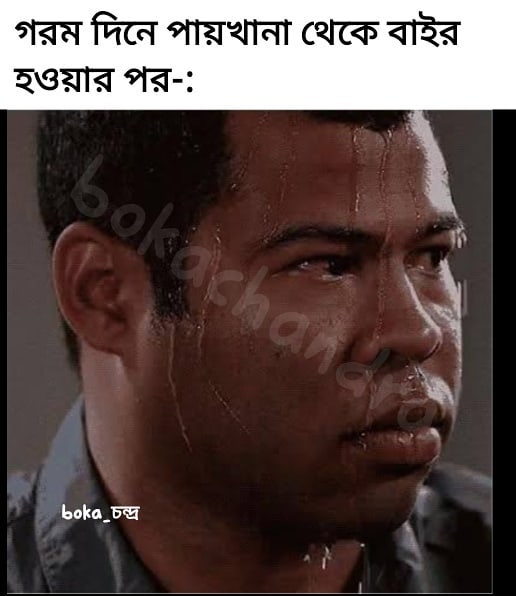 গরম দিনে পায়খানা থেকে বাইর
হওয়ার পর-:
bokachandra
boka_চন্দ্র